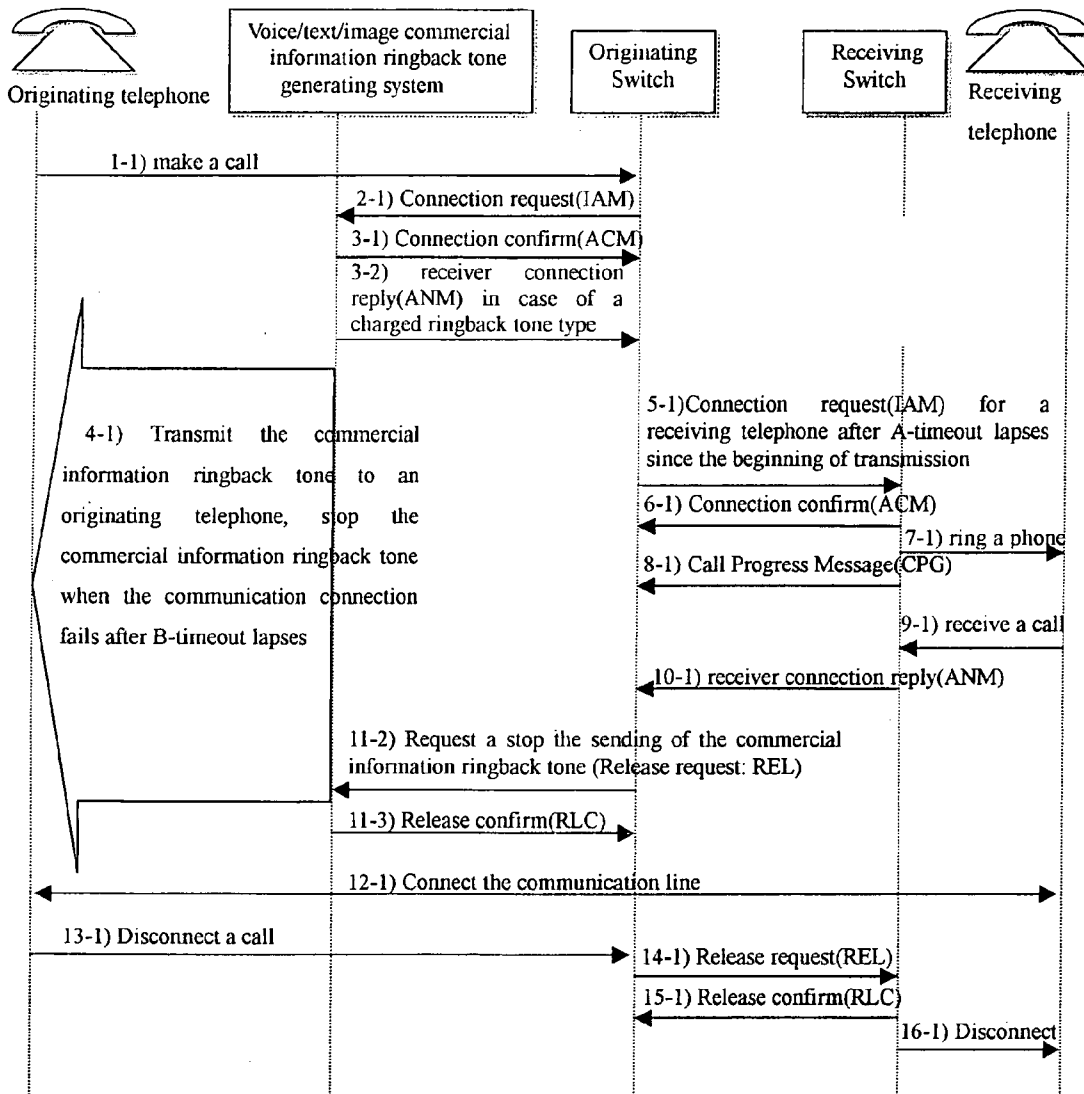 Originating telephone
Voice/text/image commercial
information ringback tone
generating system
Originating
Switch
Receiving
Switch
Receiving
telephone
1-1) make a call
2-1) Connection request(IAM)
3-1) Connection confirm(ACM)
3-2) receiver connection
reply(ANM) in case of a
charged ringback tone type
4-1) Transmit the commercial
information ringback tone to an
originating telephone, stop the
commercial information ringback tone
when the communication connection
fails after B-timeout lapses
5-1)Connection request(IAM) for a
receiving telephone after A-timeout lapses
since the beginning of transmission
6-1) Connection confirm(ACM)
7-1) ring a phone
8-1) Call Progress Message(CPG)
9-1) receive a call
10-1) receiver connection reply(ANM)
11-2) Request a stop the sending of the commercial
information ringback tone (Release request: REL)
11-3) Release confirm(RLC)
12-1) Connect the communication line
13-1) Disconnect a call
14-1) Release request(REL)
15-1) Release confirm(RLC)
16-1) Disconnect